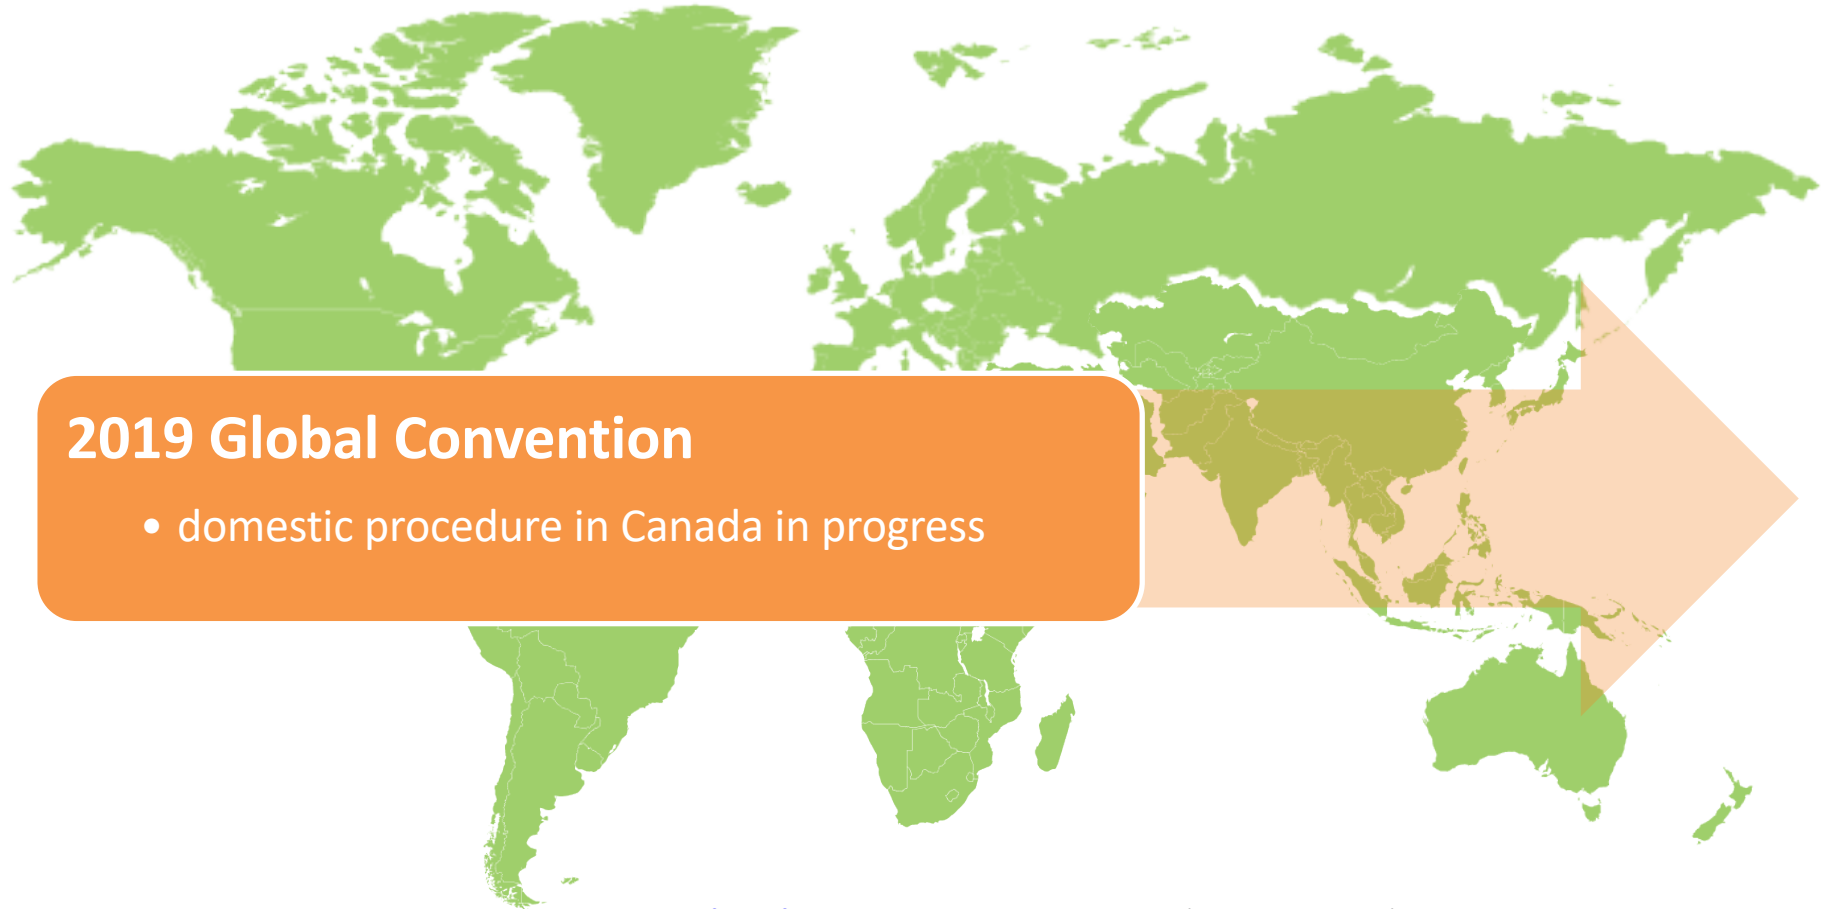 2019 Global Convention
• domestic procedure in Canada in progress